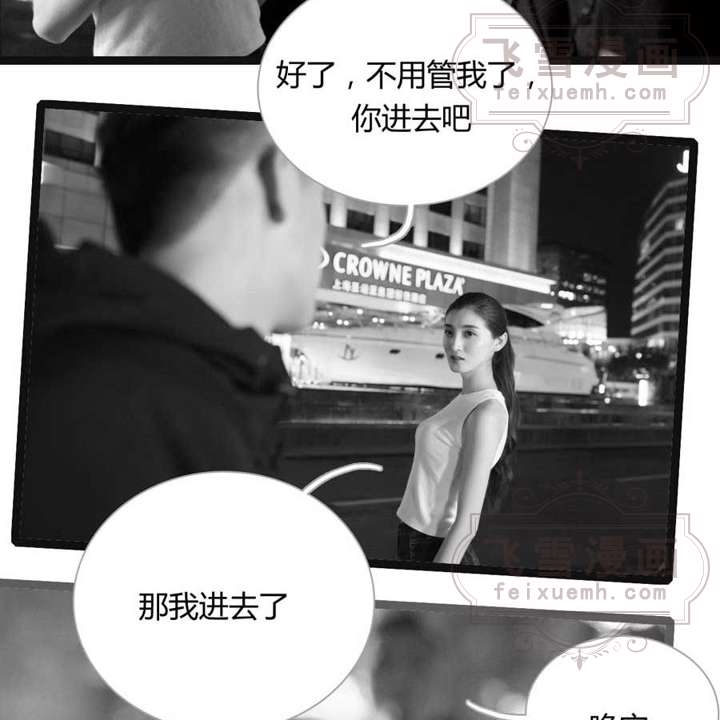 飞雪漫画
feixuemh.com
好了，不用管我了，
你进去吧
CROWNE PLAZA
那我进去了
飞雪漫画
feixuemh.com